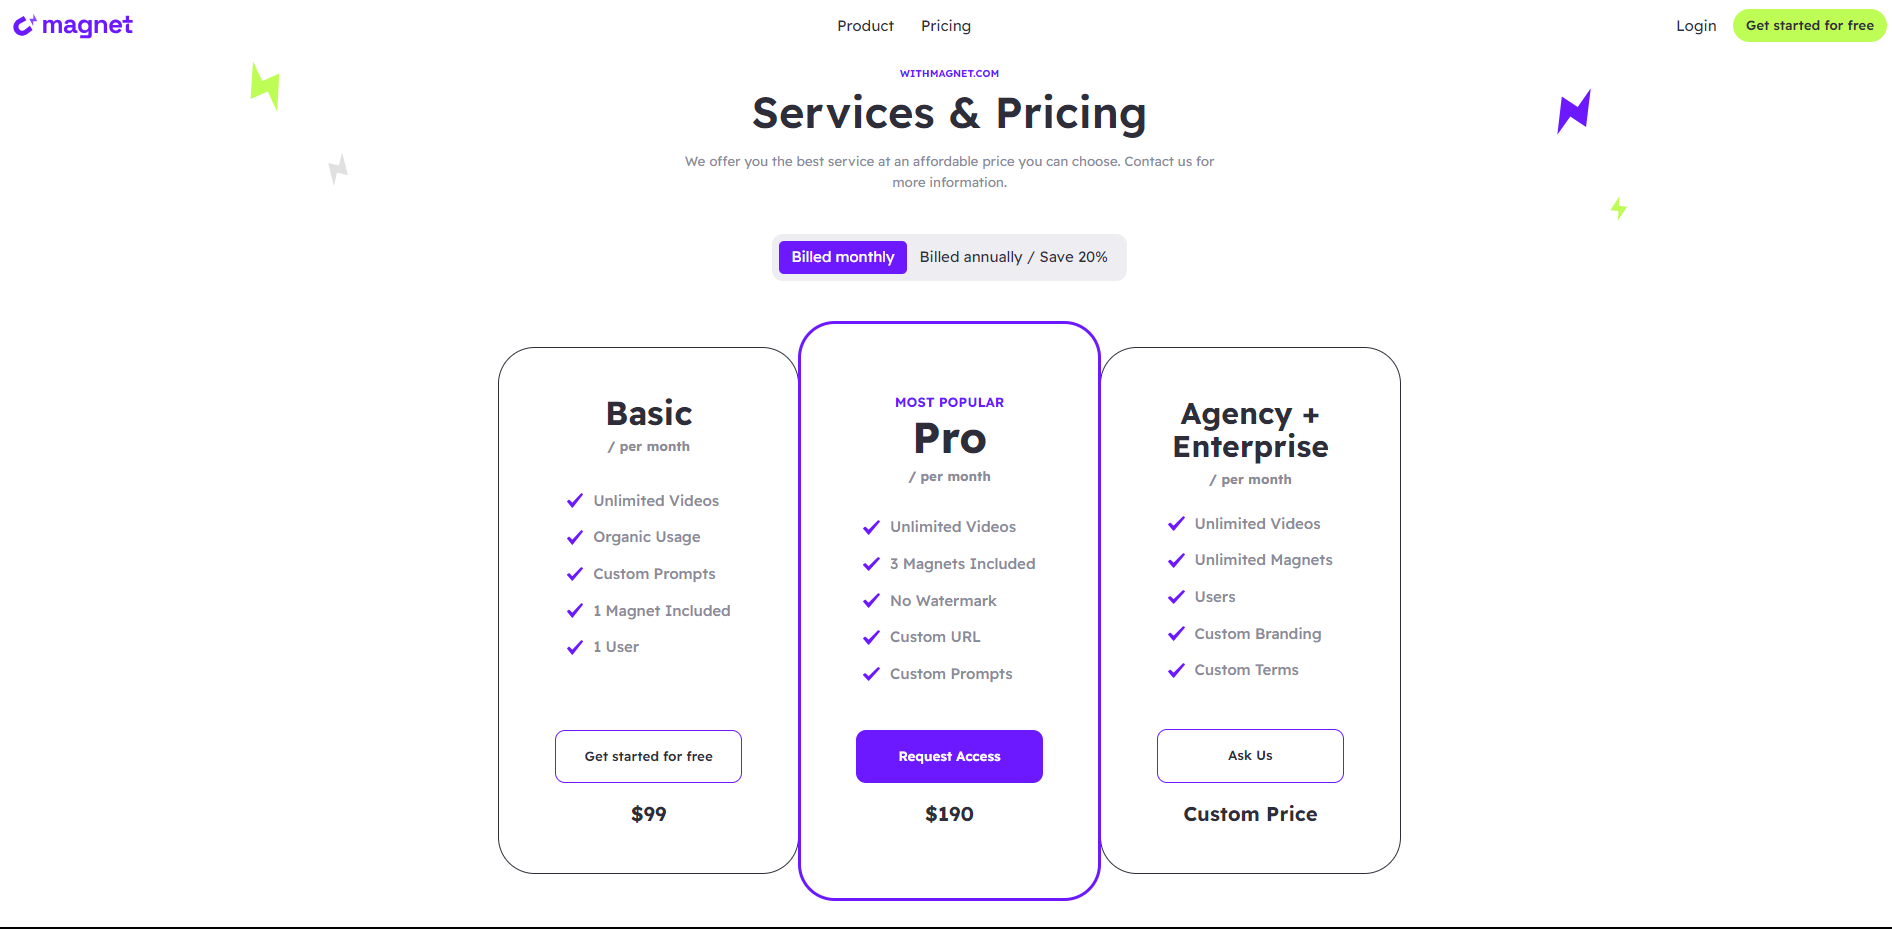 magnet
Product Pricing
Login Get started for free
WITHMAGNET.COM
Services & Pricing
We offer you the best service at an affordable price you can choose. Contact us for
more information.
Billed monthly Billed annually / Save 20%
Basic
/ per month
Unlimited Videos
Organic Usage
Custom Prompts
1 Magnet Included
1 User
Get started for free
$99
MOST POPULAR
Pro
/ per month
Unlimited Videos
3 Magnets Included
No Watermark
Custom URL
Custom Prompts
Request Access
$190
Agency +
Enterprise
/ per month
Unlimited Videos
Unlimited Magnets
Users
Custom Branding
Custom Terms
Ask Us
Custom Price